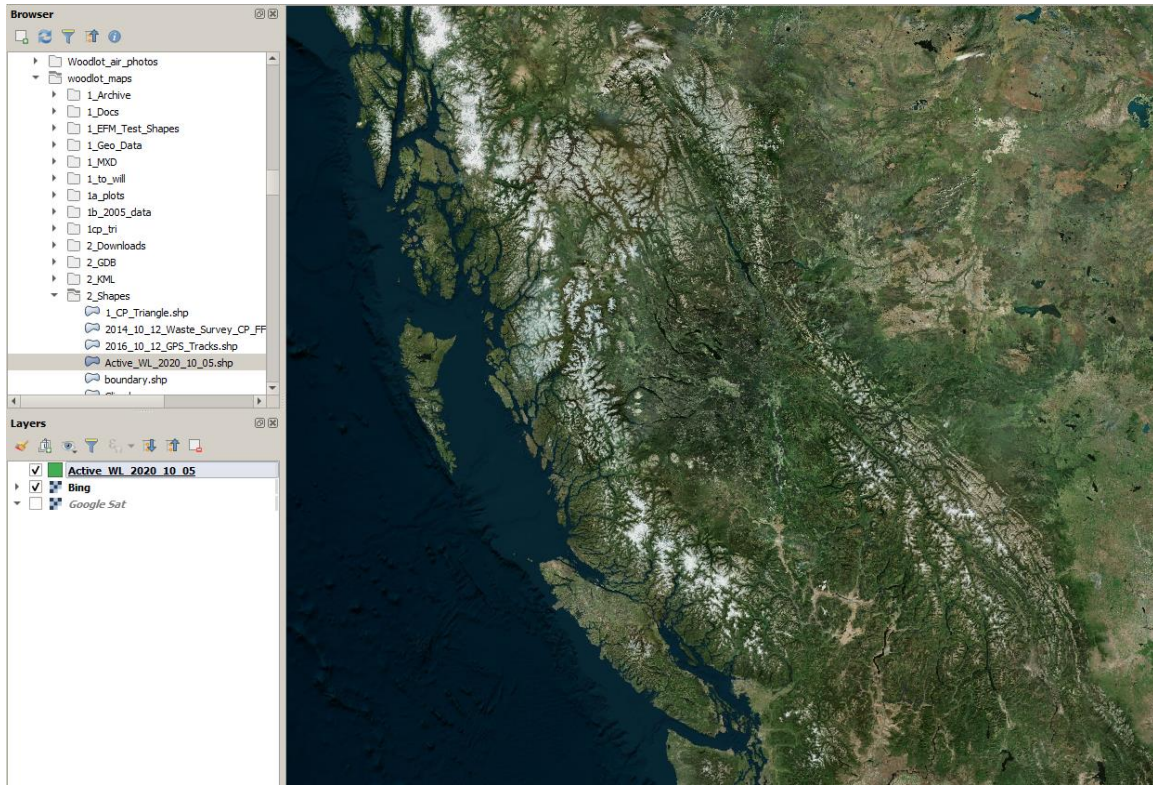 Browser
Woodlot_air_photos
woodlot_maps
1_Archive
1_Docs
1_EFM_Test_Shapes
1_Geo_Data
1_MXD
1_to_will
1a_plots
1b_2005_data
1cp_tri
2_Downloads
2_GDB
2_KML
2_Shapes
1_CP_Triangle.shp
2014_10_12_Waste_Survey_CP_FF
2016_10_12_GPS_Tracks.shp
Active_WL_2020_10_05.shp
boundary.shp
Layers
Active_WL_2020_10_05
Bing
Google Sat